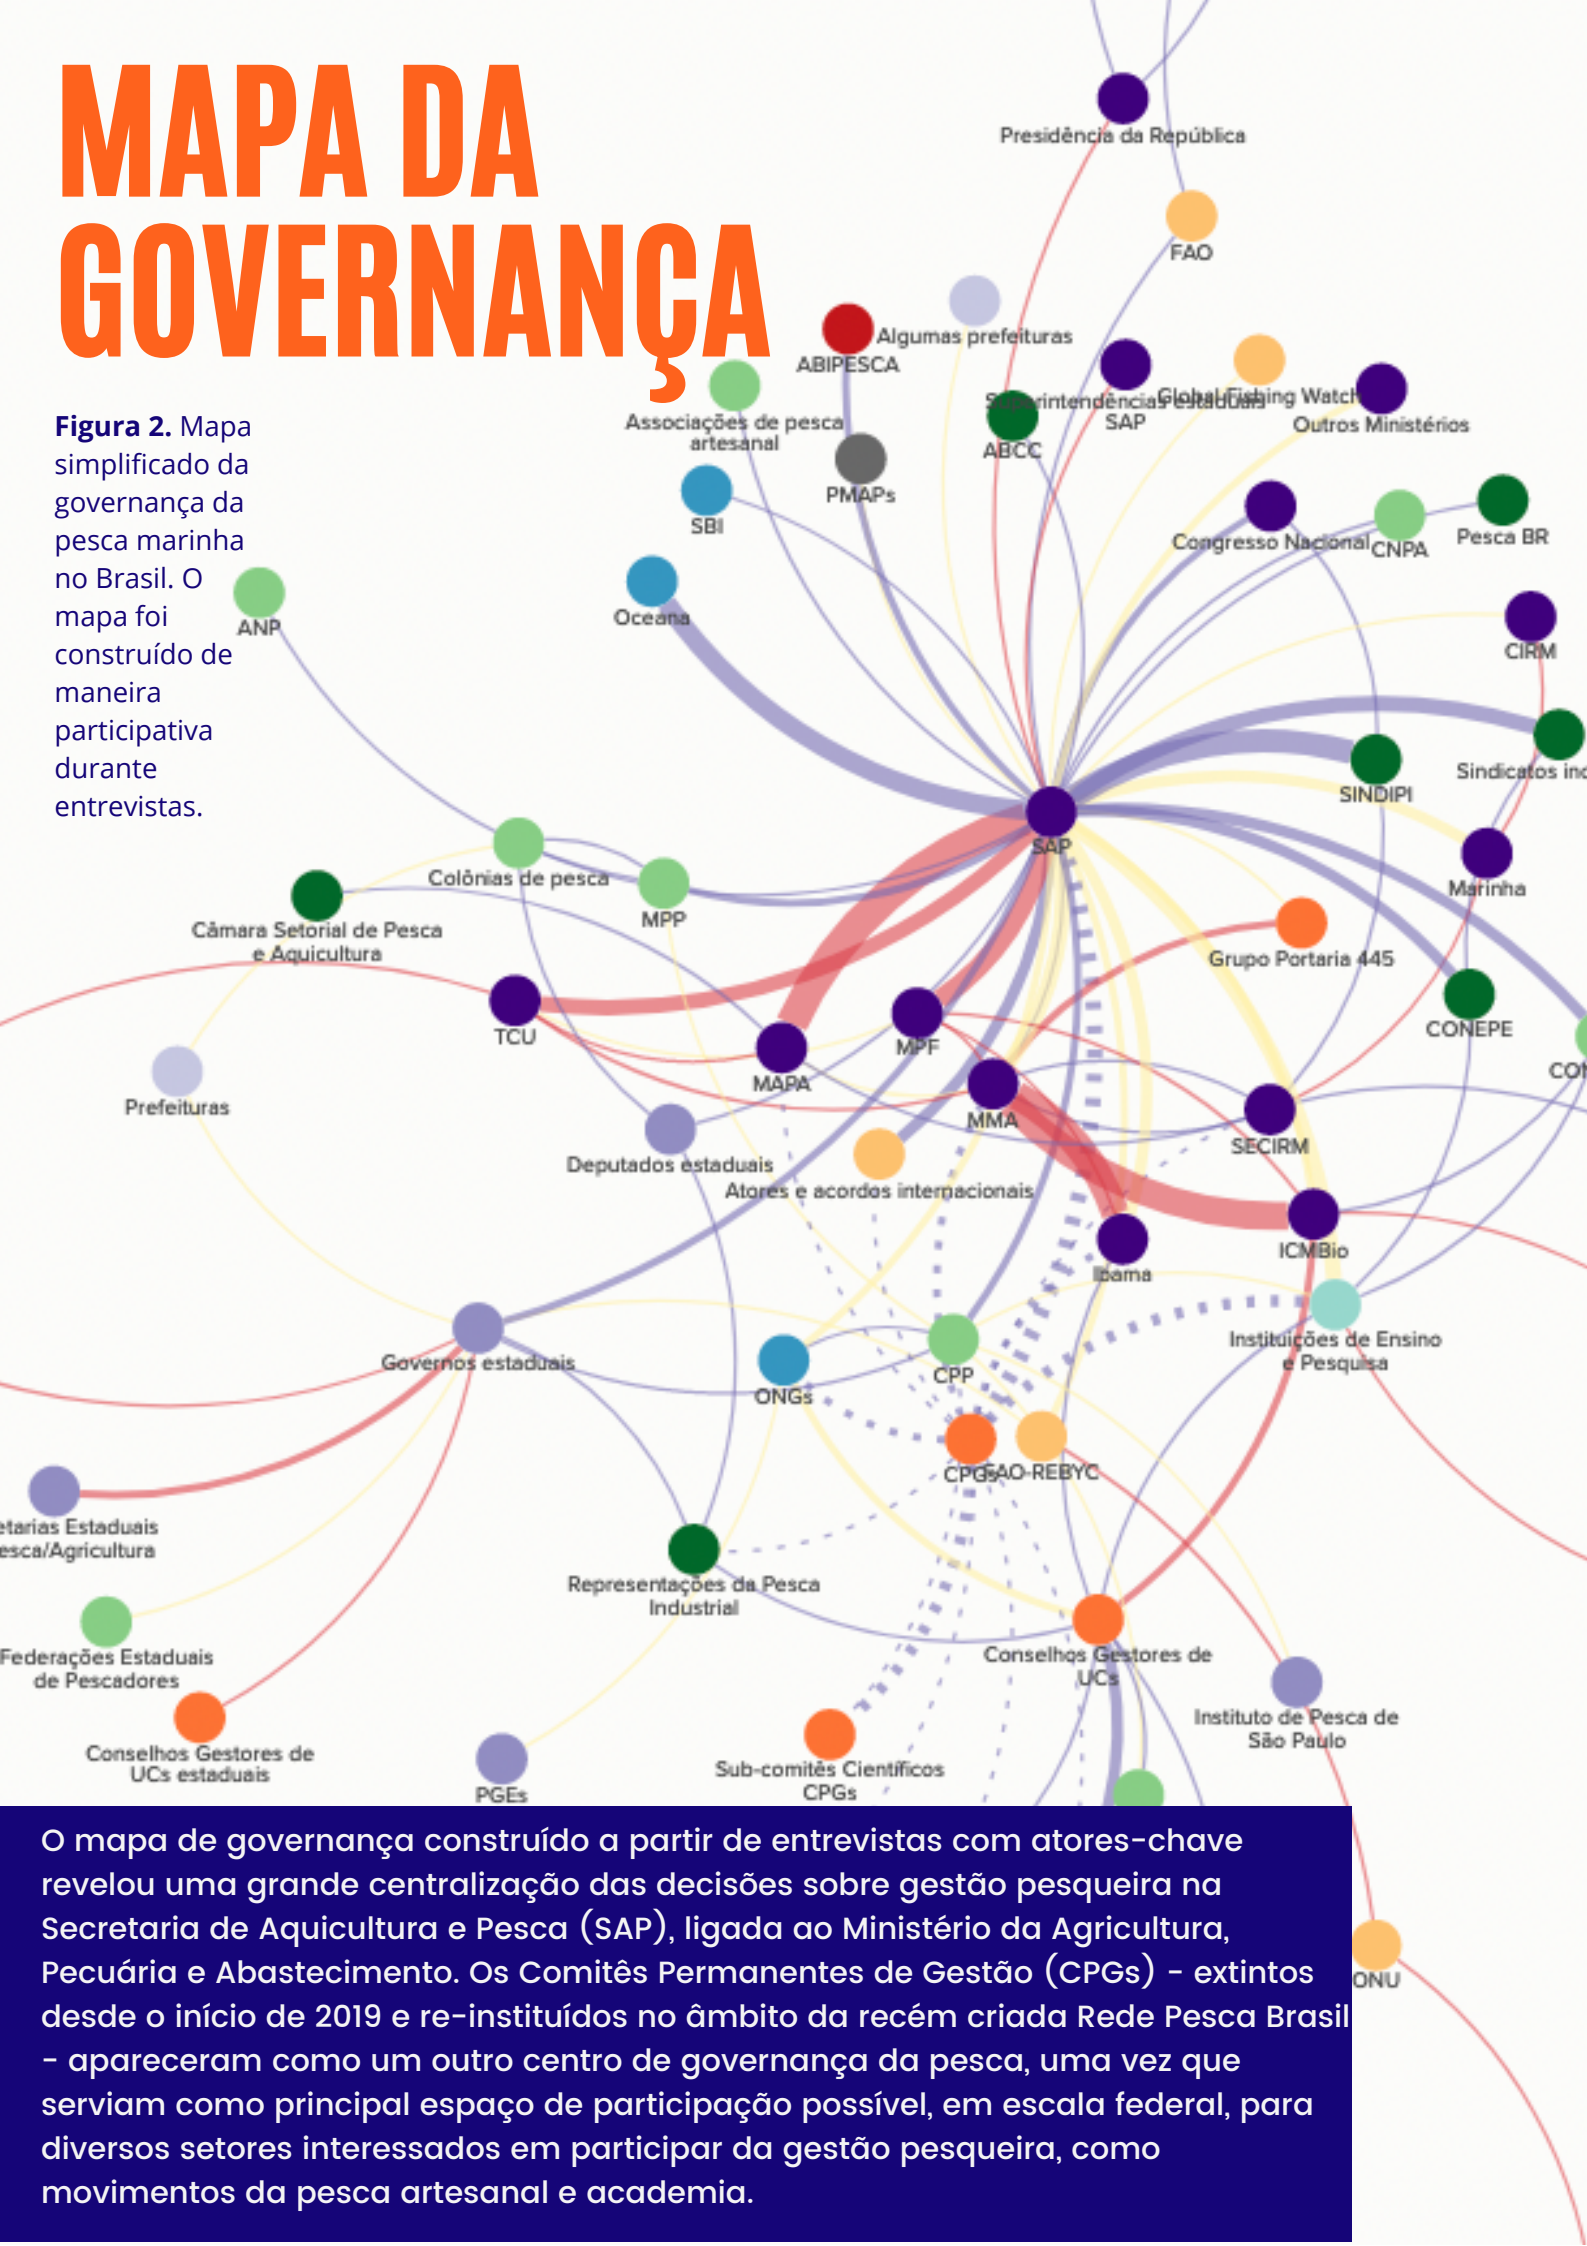 MAPA DA
GOVERNANÇA
Figura 2. Mapa
simplificado da
governança da
pesca marinha
no Brasil. O
mapa foi
construído de
maneira
participativa
durante
entrevistas.
Presidência da República
FAO
Algumas prefeituras
ABIPESCA
Superintendências estaduais
SAP
Global Fishing Watch
Outros Ministérios
Associações de pesca
artesanal
ABCC
PMAPs
SBI
Congresso Nacional
CNPA
Pesca BR
Oceana
ANP
CIRM
Sindicatos
SINDIPI
SAP
Colônias de pesca
MPP
Marinha
Câmara Setorial de Pesca
e Aquicultura
Grupo Portaria 445
CONEPE
TCU
MPF
MAPA
Prefeituras
MMA
SECIRM
Deputados estaduais
Atores e acordos internacionais
ICMBio
Ibama
Instituições de Ensino
e Pesquisa
Governos estaduais
ONGs
CPP
CPGs
FAO-REBYC
etarias Estaduais
esca/Agricultura
Representações da Pesca
Industrial
Federações Estaduais
de Pescadores
Conselhos Gestores de
UCs
Instituto de Pesca de
São Paulo
Conselhos Gestores de
UCs estaduais
PGEs
Sub-comitês Científicos
CPGs
ONU
O mapa de governança construído a partir de entrevistas com atores-chave
revelou uma grande centralização das decisões sobre gestão pesqueira na
Secretaria de Aquicultura e Pesca (SAP), ligada ao Ministério da Agricultura,
Pecuária e Abastecimento. Os Comitês Permanentes de Gestão (CPGs) - extintos
desde o início de 2019 e re-instituídos no âmbito da recém criada Rede Pesca Brasil
- apareceram como um outro centro de governança da pesca, uma vez que
serviam como principal espaço de participação possível, em escala federal, para
diversos setores interessados em participar da gestão pesqueira, como
movimentos da pesca artesanal e academia.